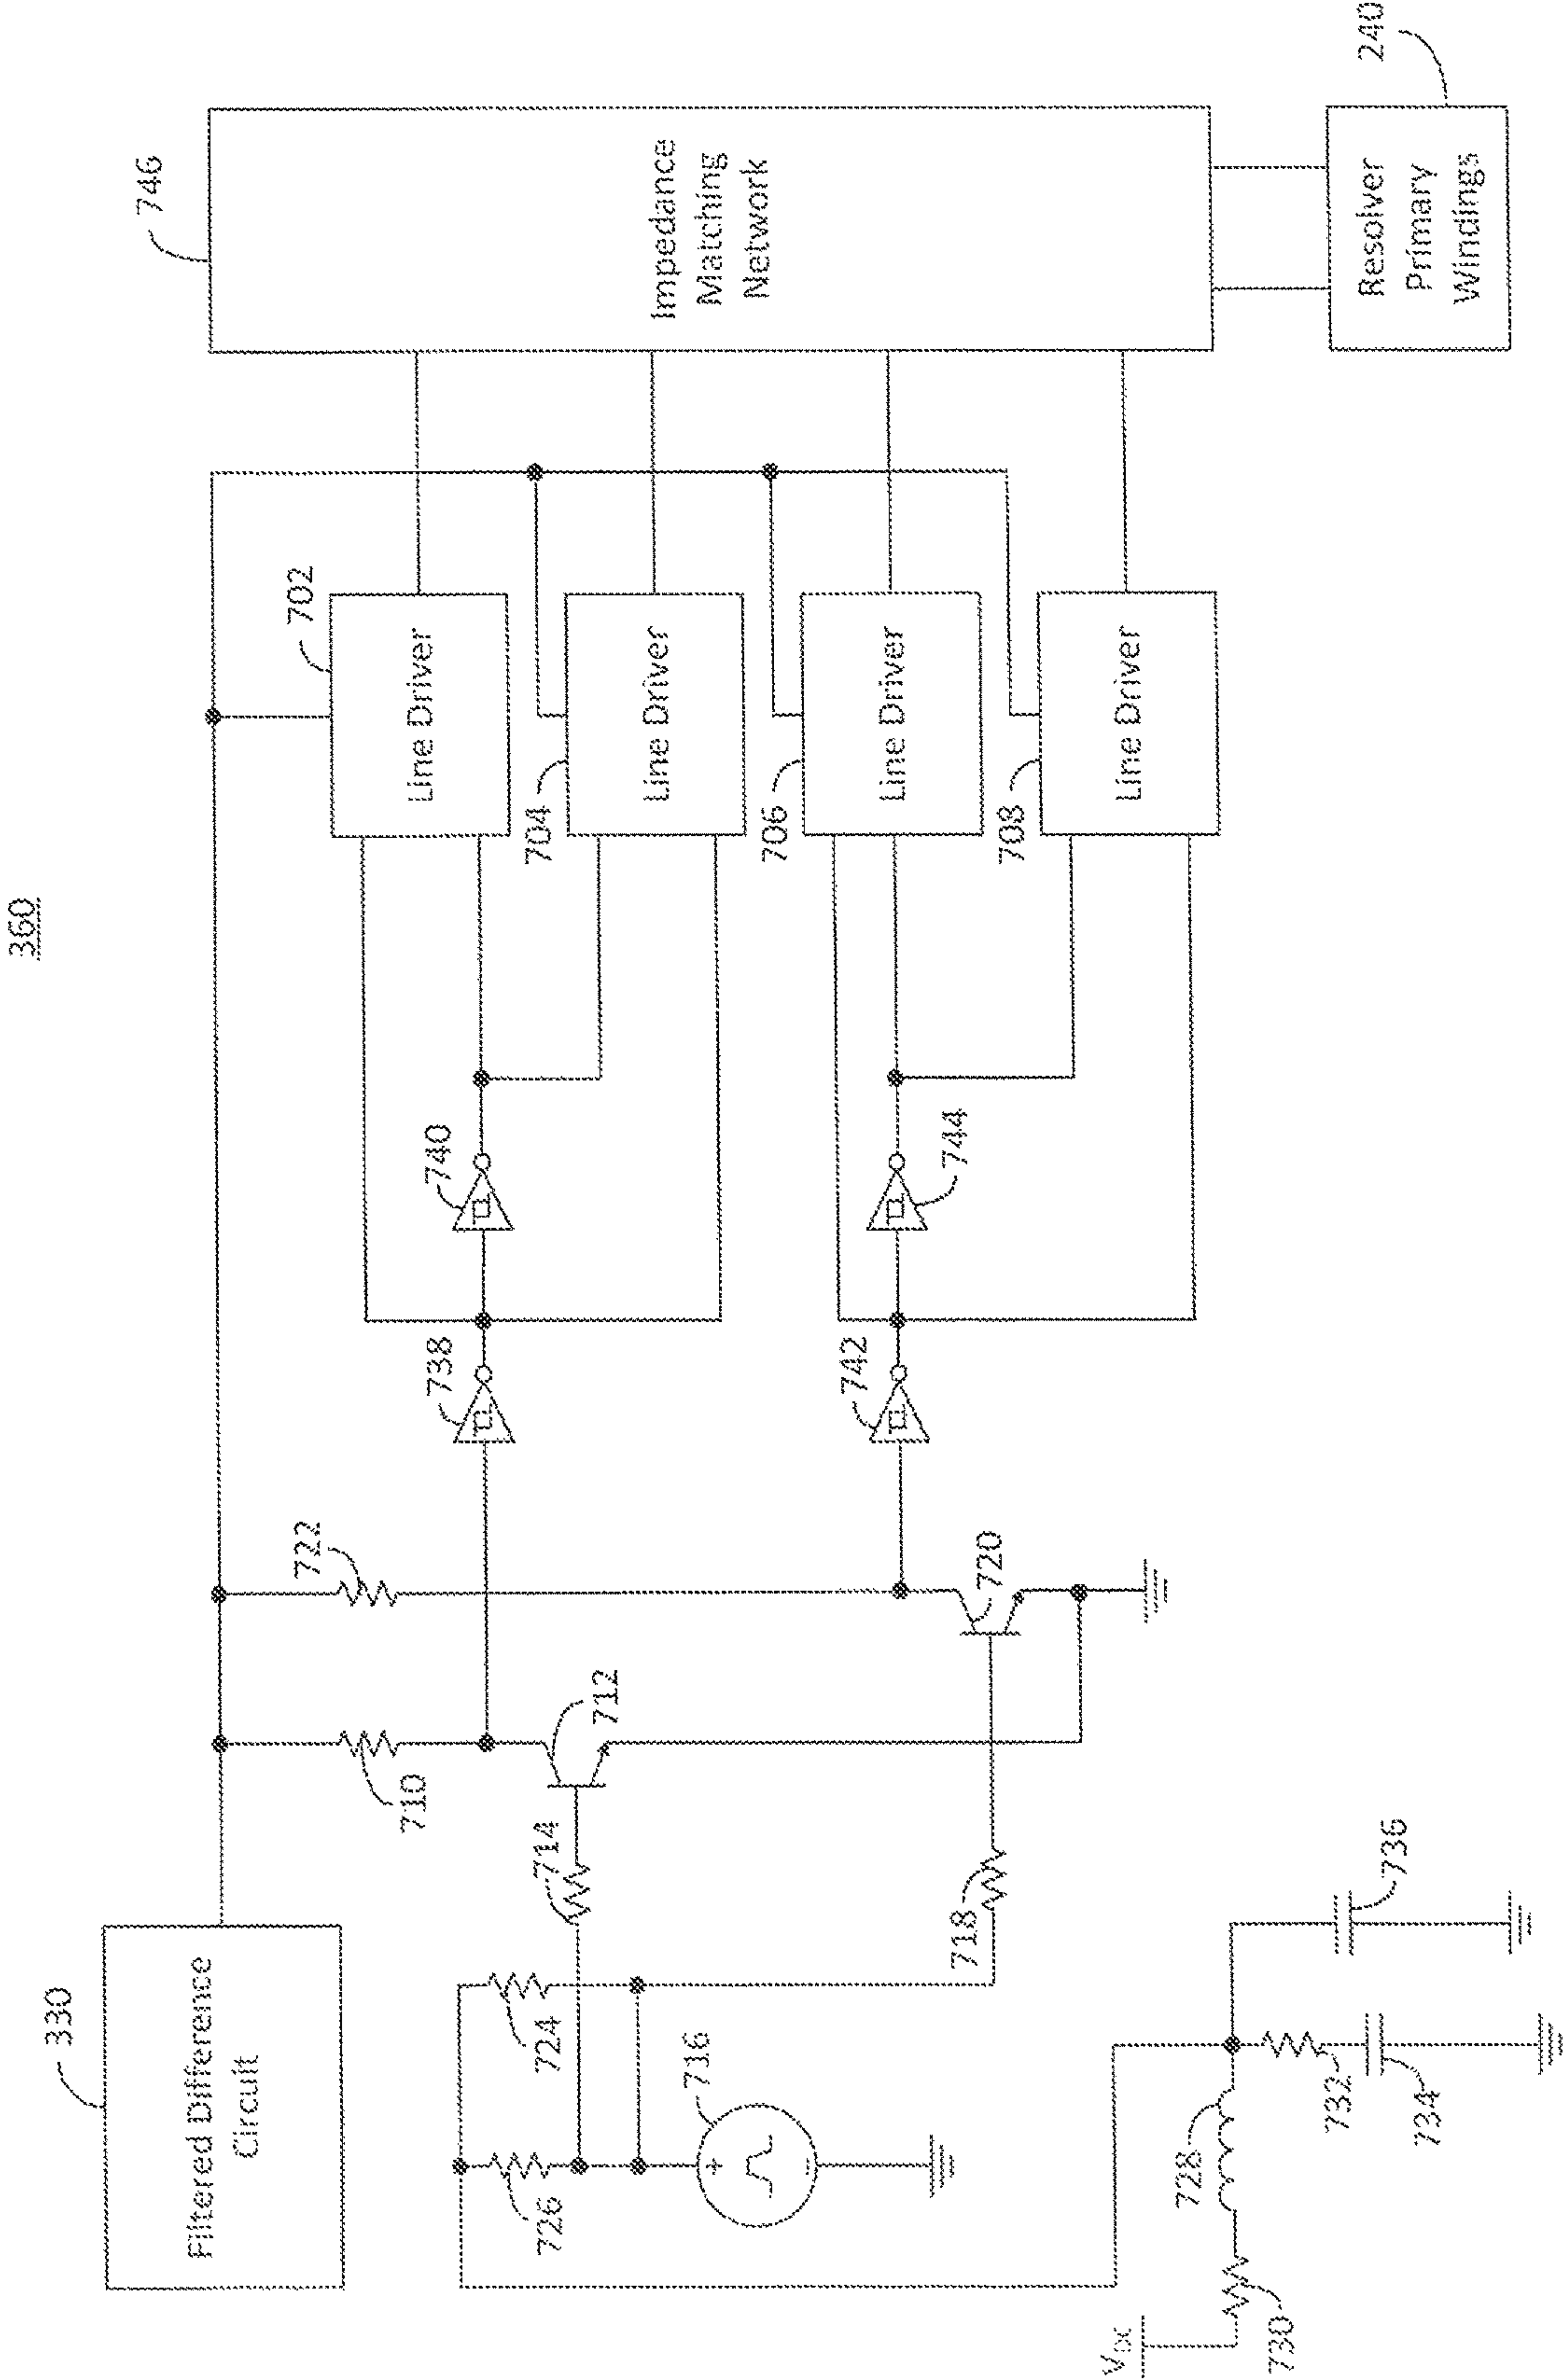 360
330
Filtered Difference
Circuit
710
722
712
714
724
726
716
+
-
718
720
738
740
742
744
702
Line Driver
704
Line Driver
706
Line Driver
708
Line Driver
746
Impedance
Matching
Network
240
Resolver
Primary
Windings
VDC
730
728
732
734
736